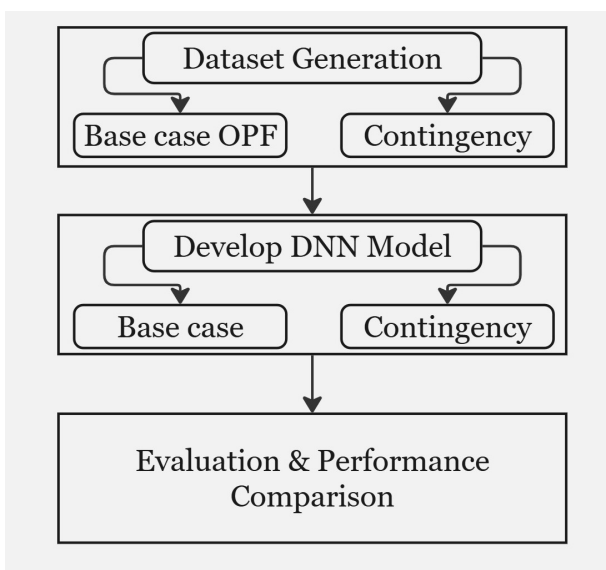 Dataset Generation
Base case OPF
Contingency
Develop DNN Model
Base case
Contingency
Evaluation & Performance
Comparison